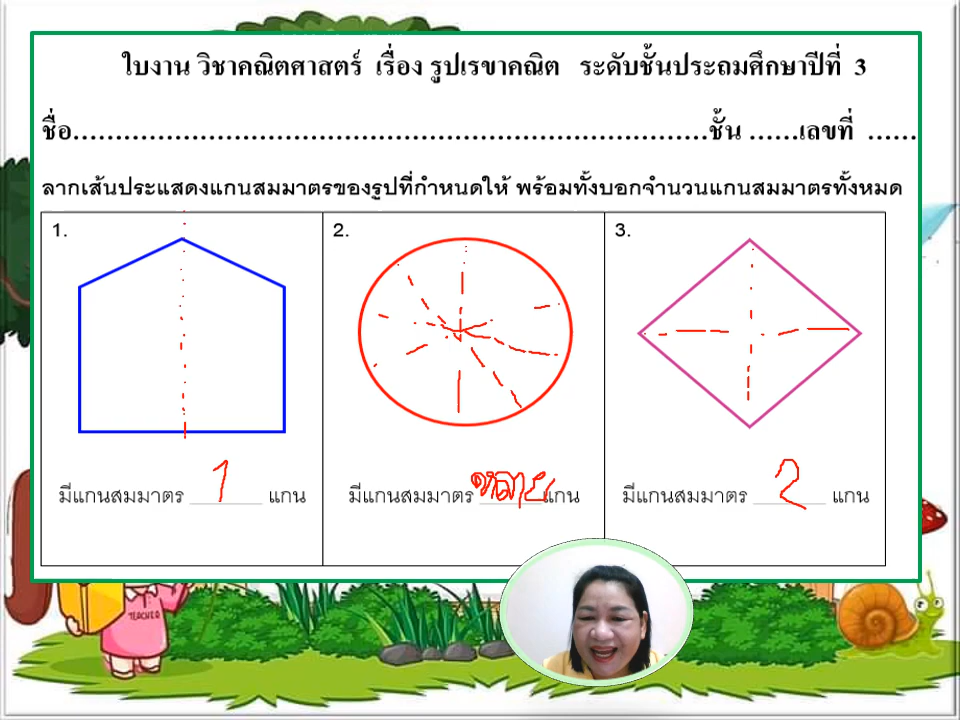 ใบงาน วิชาคณิตศาสตร์ เรื่อง รูปเรขาคณิต ระดับชั้นประถมศึกษาปีที่ 3
ชื่อ...........................................................................ชั้น ......เลขที่ ......
ลากเส้นประแสดงแกนสมมาตรของรูปที่กำหนดให้ พร้อมทั้งบอกจำนวนแกนสมมาตรทั้งหมด
1.
2.
3.
มีแกนสมมาตร 1 แกน
มีแกนสมมาตร หลาย แกน
มีแกนสมมาตร 2 แกน
TEACHER